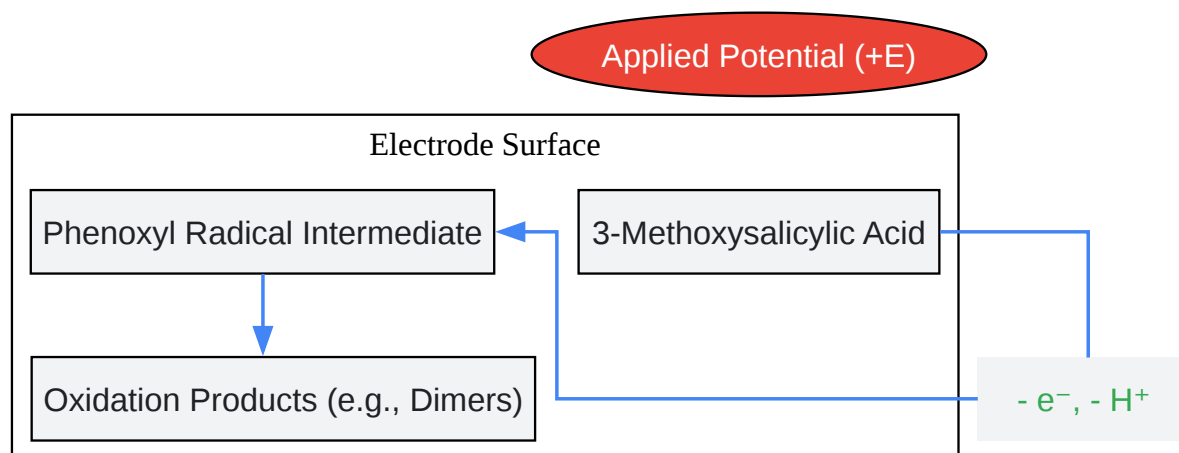 Applied Potential (+E)
Electrode Surface
Phenoxyl Radical Intermediate
3-Methoxysalicylic Acid
Oxidation Products (e.g., Dimers)
- e⁻, - H⁺